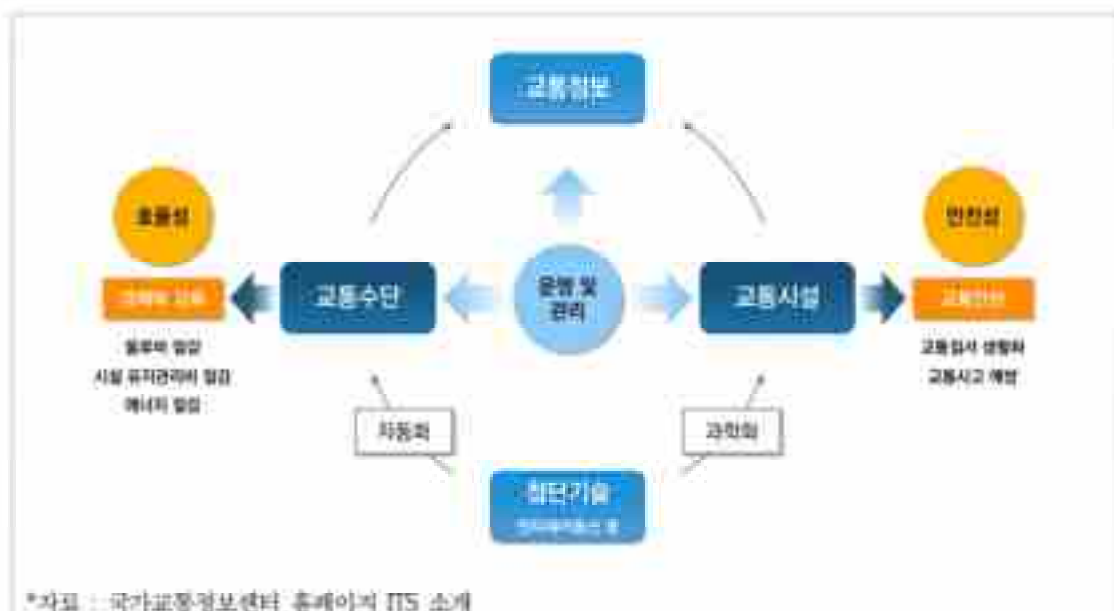 교통정보
효율성
안전성
교통수단
운영 및
관리
교통시설
교통안전
물류비 절감
시설 유지관리비 절감
에너지 절감
교통질서 생활화
교통사고 예방
자동화
과학화
첨단기술
*자료 : 국가교통정보센터 홈페이지 ITS 소개